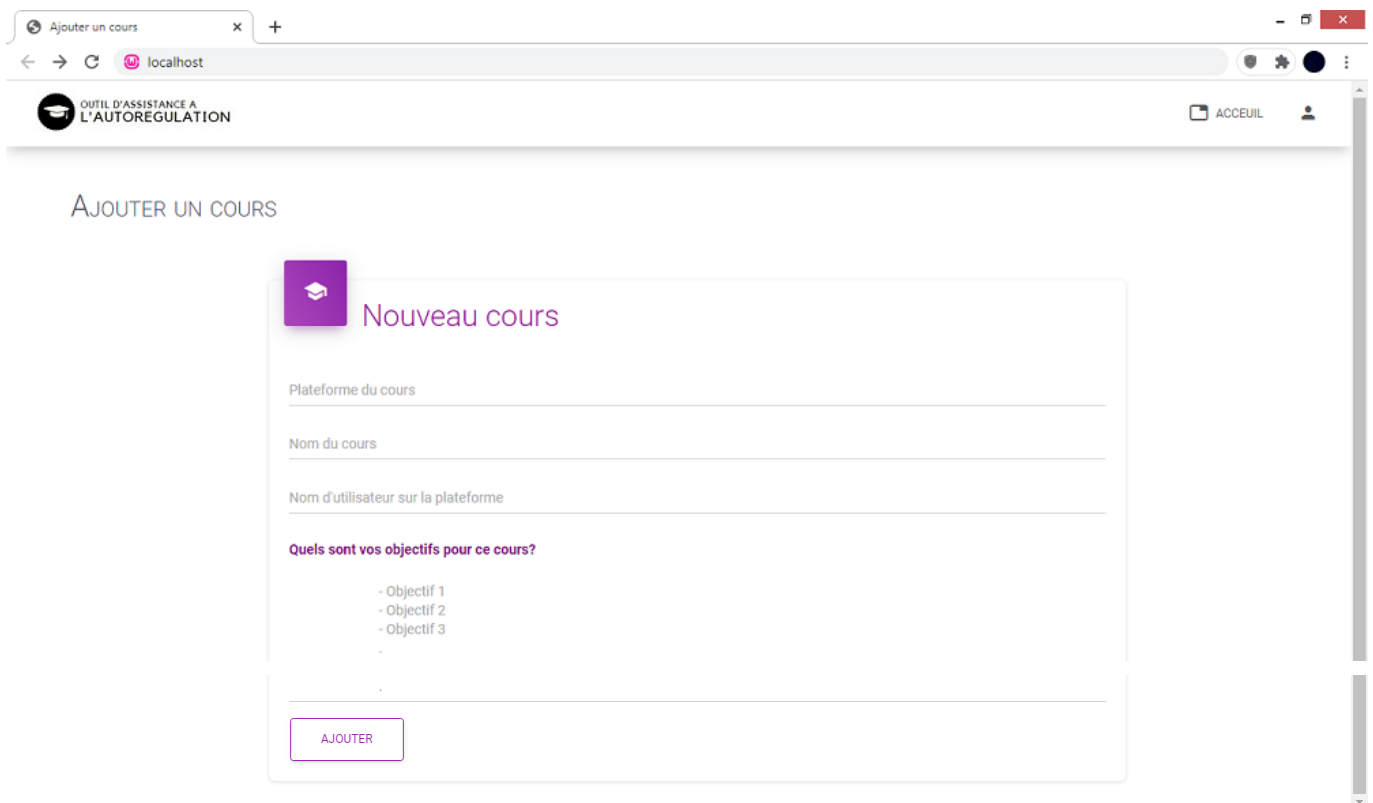 Ajouter un cours
localhost
OUTIL D'ASSISTANCE A
L'AUTOREGULATION
ACCEUIL
AJOUTER UN COURS
Nouveau cours
Plateforme du cours
Nom du cours
Nom d'utilisateur sur la plateforme
Quels sont vos objectifs pour ce cours?
- Objectif 1
- Objectif 2
- Objectif 3
.
.
AJOUTER